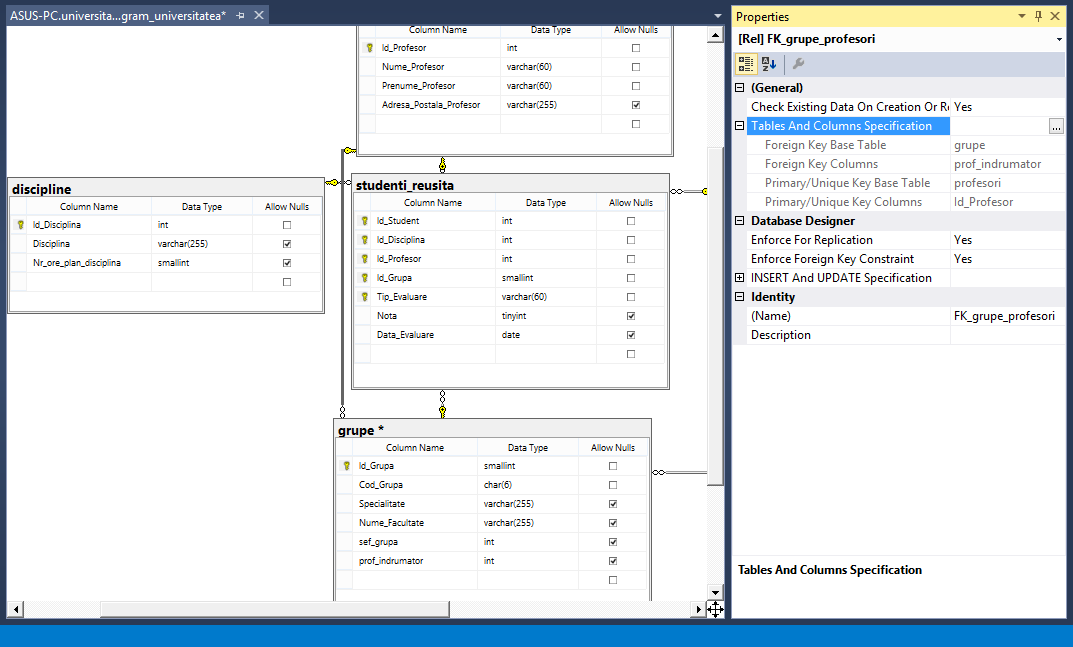 ASUS-PC.universita...gram_universitatea*
Column Name Data Type Allow Nulls
Id_Profesor int
Nume_Profesor varchar(60)
Prenume_Profesor varchar(60)
Adresa_Postala_Profesor varchar(255)
discipline
Column Name Data Type Allow Nulls
Id_Disciplina int
Disciplina varchar(255)
Nr_ore_plan_disciplina smallint
studenti_reusita
Column Name Data Type Allow Nulls
Id_Student int
Id_Disciplina int
Id_Profesor int
Id_Grupa smallint
Tip_Evaluare varchar(60)
Nota tinyint
Data_Evaluare date
grupe *
Column Name Data Type Allow Nulls
Id_Grupa smallint
Cod_Grupa char(6)
Specialitate varchar(255)
Nume_Facultate varchar(255)
sef_grupa int
prof_indrumator int
Properties
[Rel] FK_grupe_profesori
(General)
Check Existing Data On Creation Or Re Yes
Tables And Columns Specification ...
Foreign Key Base Table grupe
Foreign Key Columns prof_indrumator
Primary/Unique Key Base Table profesori
Primary/Unique Key Columns Id_Profesor
Database Designer
Enforce For Replication Yes
Enforce Foreign Key Constraint Yes
INSERT And UPDATE Specification
Identity
(Name) FK_grupe_profesori
Description
Tables And Columns Specification